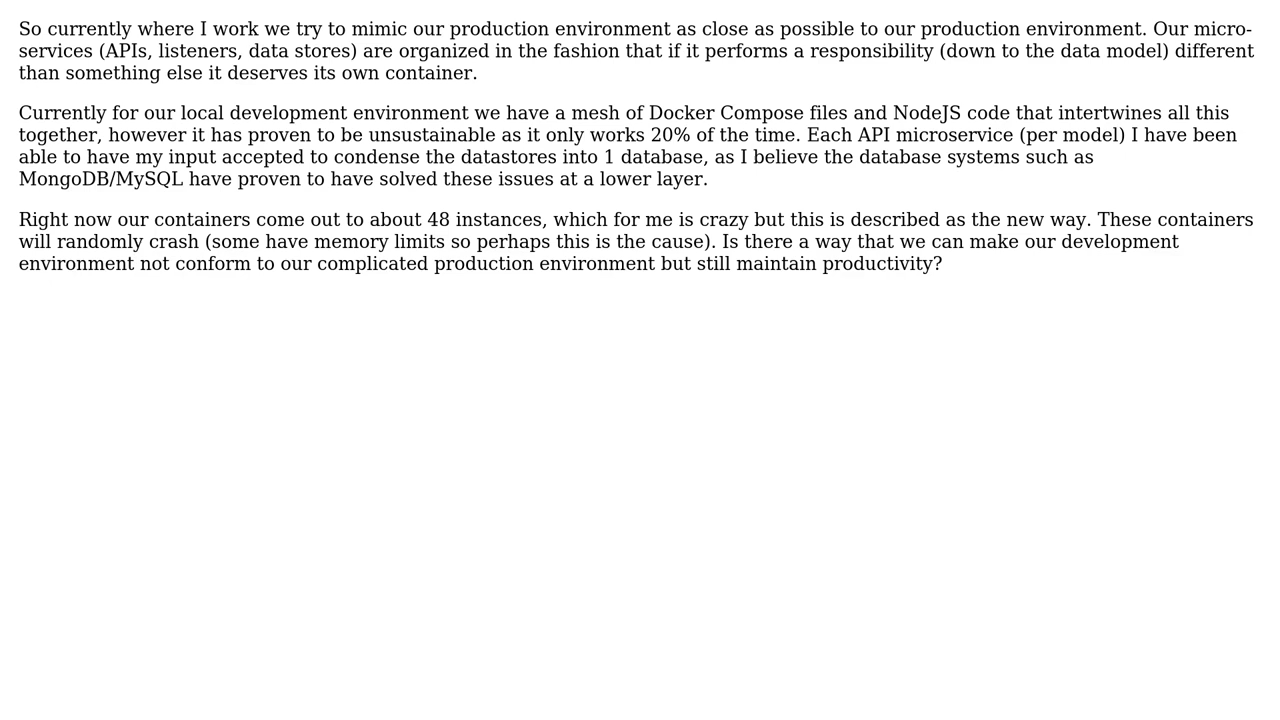 So currently where I work we try to mimic our production environment as close as possible to our production environment. Our micro-
services (APIs, listeners, data stores) are organized in the fashion that if it performs a responsibility (down to the data model) different
than something else it deserves its own container.
Currently for our local development environment we have a mesh of Docker Compose files and NodeJS code that intertwines all this
together, however it has proven to be unsustainable as it only works 20% of the time. Each API microservice (per model) I have been
able to have my input accepted to condense the datastores into 1 database, as I believe the database systems such as
MongoDB/MySQL have proven to have solved these issues at a lower layer.
Right now our containers come out to about 48 instances, which for me is crazy but this is described as the new way. These containers
will randomly crash (some have memory limits so perhaps this is the cause). Is there a way that we can make our development
environment not conform to our complicated production environment but still maintain productivity?